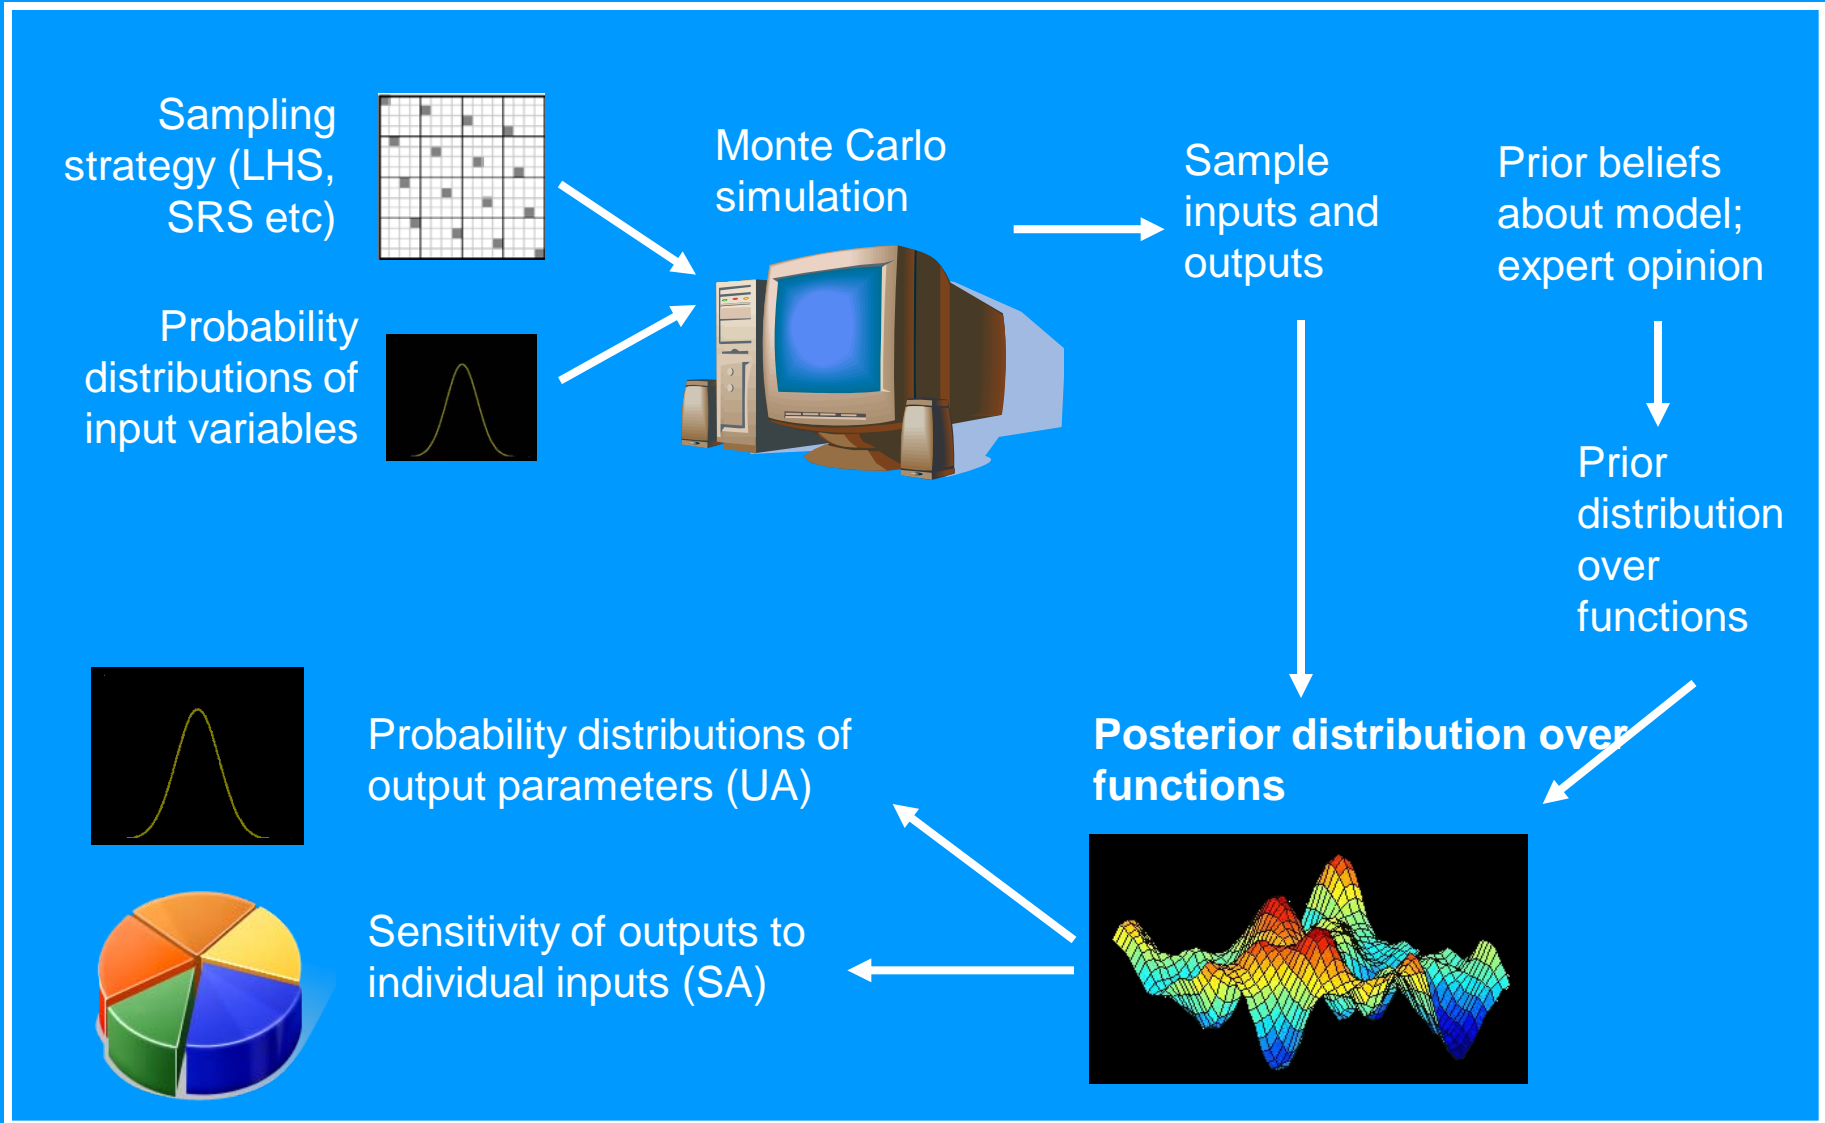 Sampling
strategy (LHS,
SRS etc)
Monte Carlo
simulation
Sample
inputs and
outputs
Prior beliefs
about model;
expert opinion
Probability
distributions of
input variables
Prior
distribution
over
functions
Probability distributions of
output parameters (UA)
Posterior distribution over
functions
Sensitivity of outputs to
individual inputs (SA)